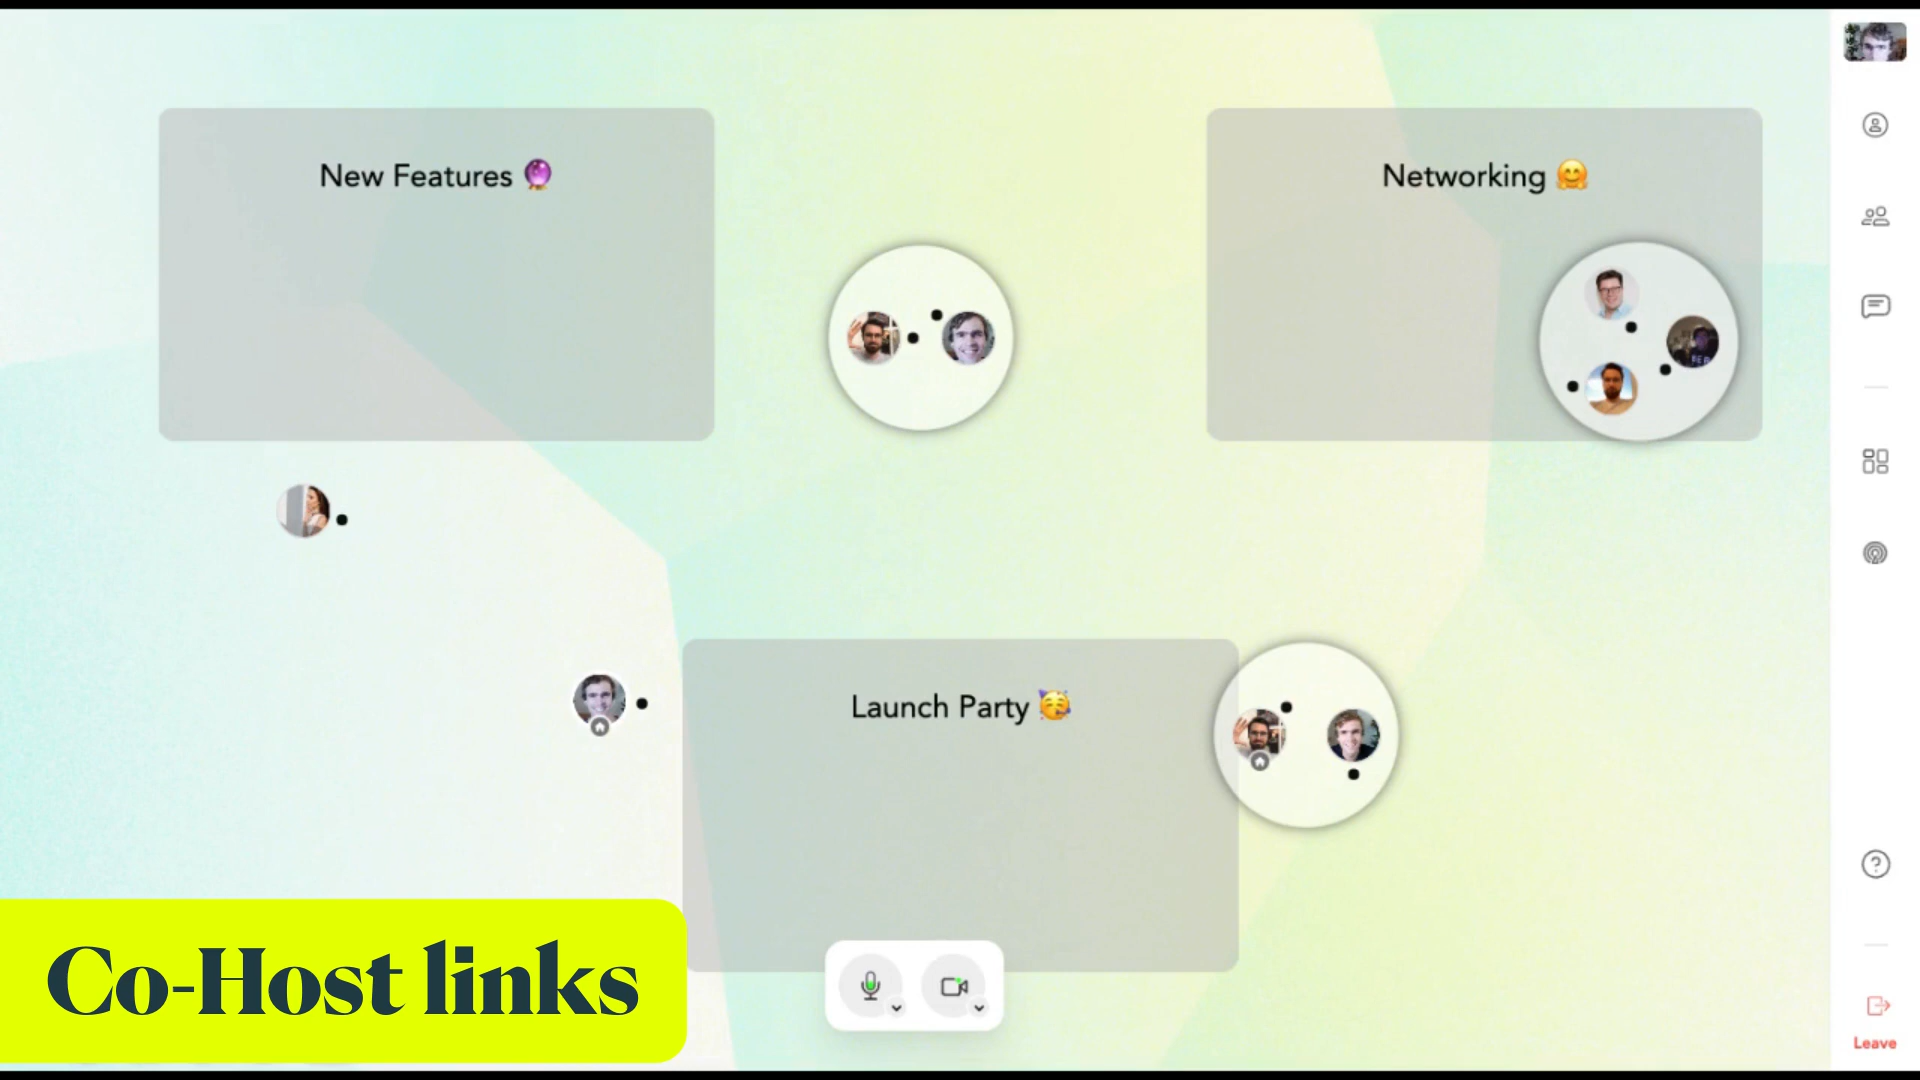 New Features 🔮
Networking 🤗
Launch Party 🥳
Co-Host links
Leave